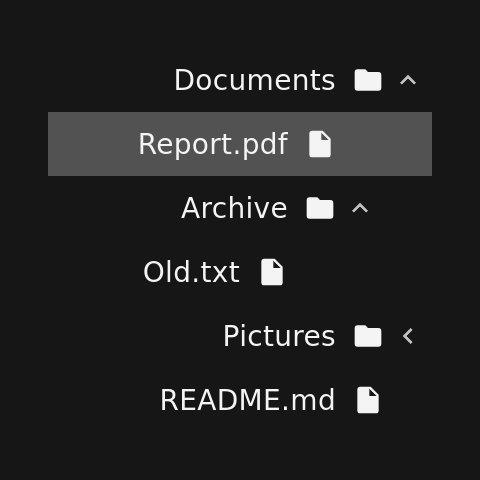 Documents
Report.pdf
Archive
Old.txt
Pictures
README.md